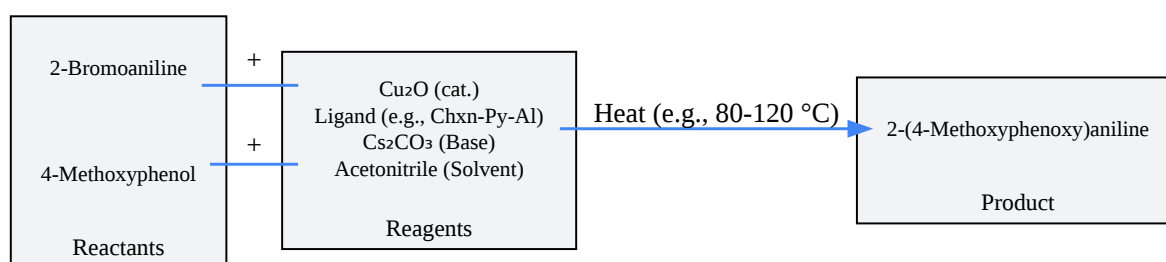 2-Bromoaniline
+
4-Methoxyphenol
+
Reactants
Cu₂O (cat.)
Ligand (e.g., Chxn-Py-Al)
Cs₂CO₃ (Base)
Acetonitrile (Solvent)
Reagents
Heat (e.g., 80-120 °C)
2-(4-Methoxyphenoxy)aniline
Product